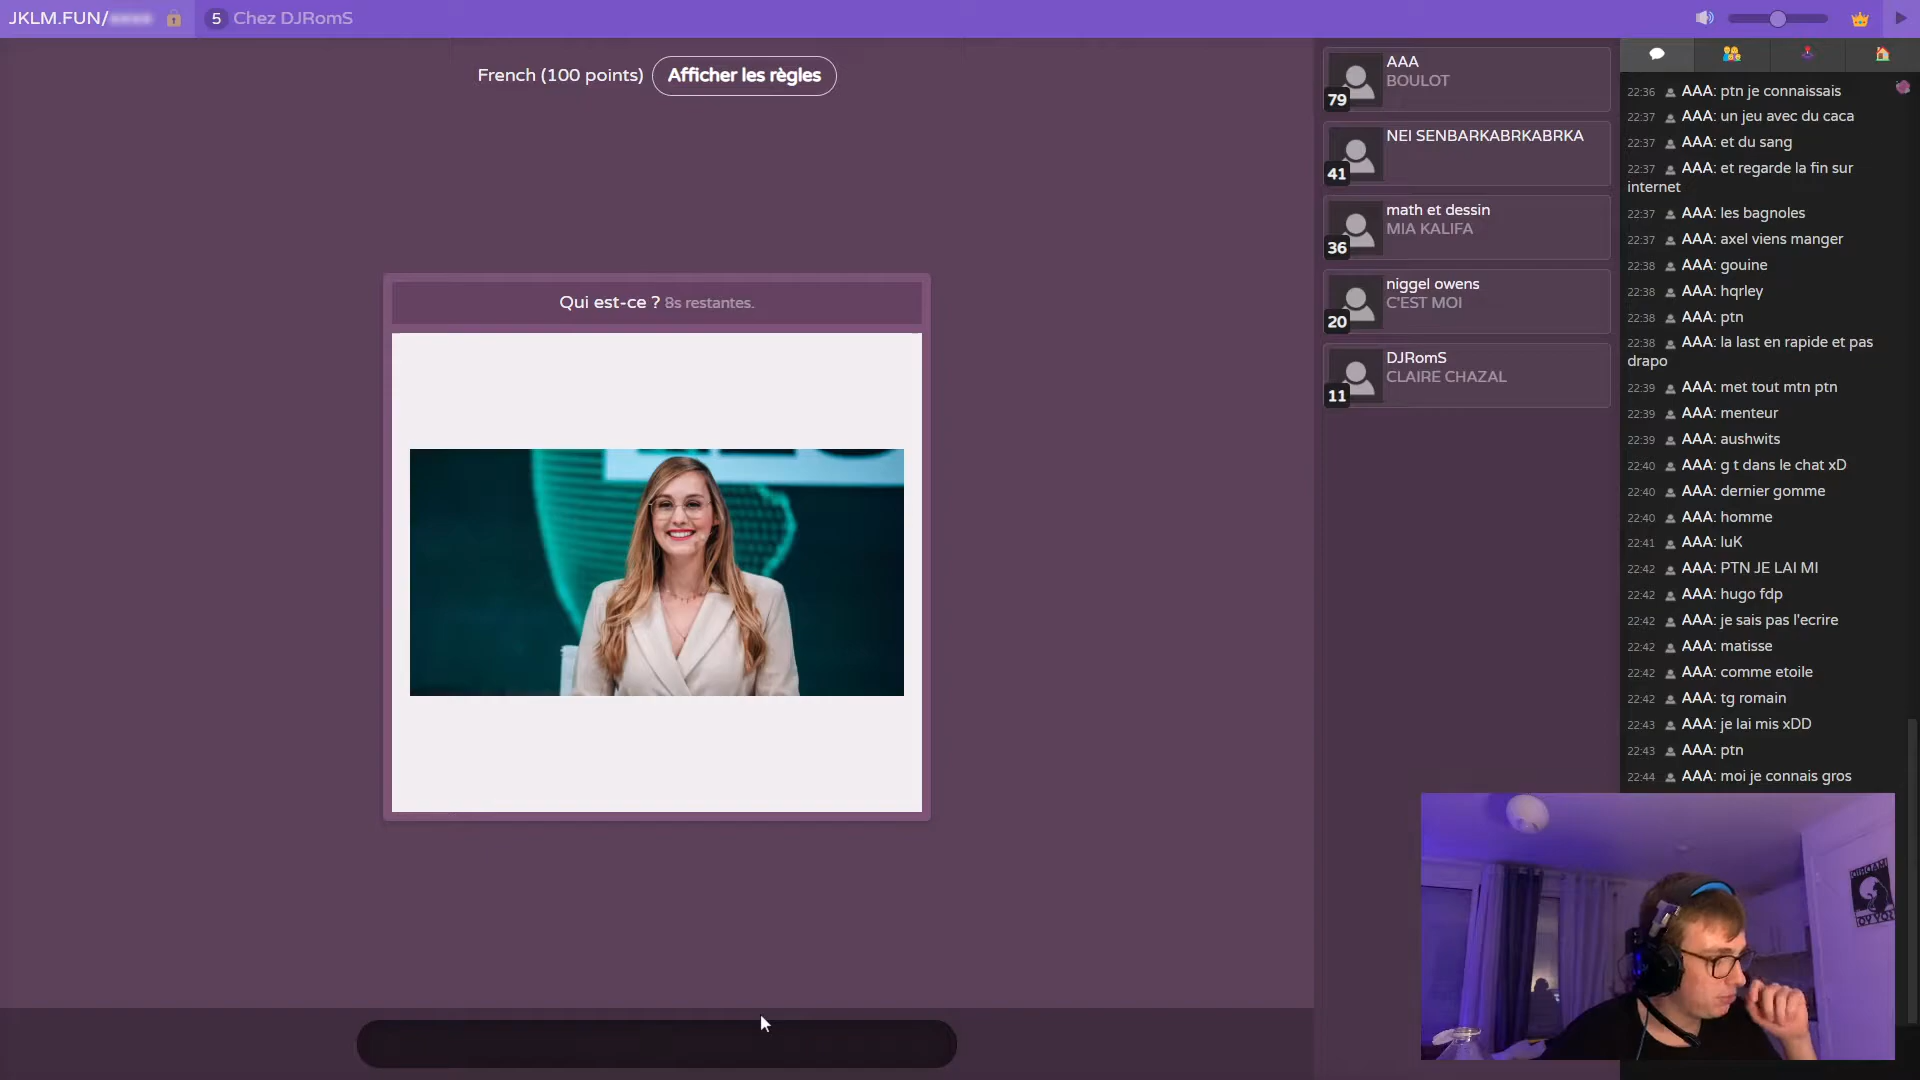 JKLM.FUN/
5 Chez DJRomS
French (100 points) Afficher les règles
Qui est-ce ? 8s restantes.
AAA
BOULOT
79
NEI SENBARKABRKABRKA
41
math et dessin
MIA KALIFA
36
niggel owens
C'EST MOI
20
DJRomS
CLAIRE CHAZAL
11
22:36 AAA: ptn je connaissais
22:37 AAA: un jeu avec du caca
22:37 AAA: et du sang
22:37 AAA: et regarde la fin sur
internet
22:37 AAA: les bagnoles
22:37 AAA: axel viens manger
22:38 AAA: gouine
22:38 AAA: hqrley
22:38 AAA: ptn
22:38 AAA: la last en rapide et pas
drapo
22:39 AAA: met tout mtn ptn
22:39 AAA: menteur
22:39 AAA: aushwits
22:40 AAA: g t dans le chat xD
22:40 AAA: dernier gomme
22:40 AAA: homme
22:41 AAA: luK
22:42 AAA: PTN JE LAI MI
22:42 AAA: hugo fdp
22:42 AAA: je sais pas l'ecrire
22:42 AAA: matisse
22:42 AAA: comme etoile
22:42 AAA: tg romain
22:43 AAA: je lai mis xDD
22:43 AAA: ptn
22:44 AAA: moi je connais gros